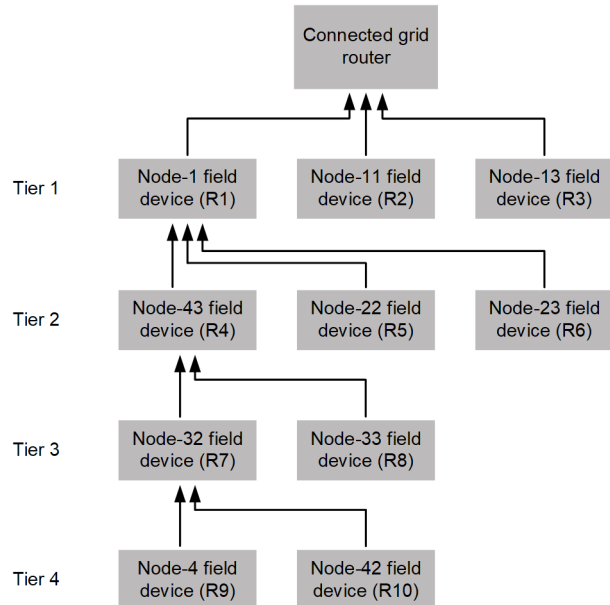 Connected grid
router
Tier 1
Node-1 field
device (R1)
Node-11 field
device (R2)
Node-13 field
device (R3)
Tier 2
Node-43 field
device (R4)
Node-22 field
device (R5)
Node-23 field
device (R6)
Tier 3
Node-32 field
device (R7)
Node-33 field
device (R8)
Tier 4
Node-4 field
device (R9)
Node-42 field
device (R10)